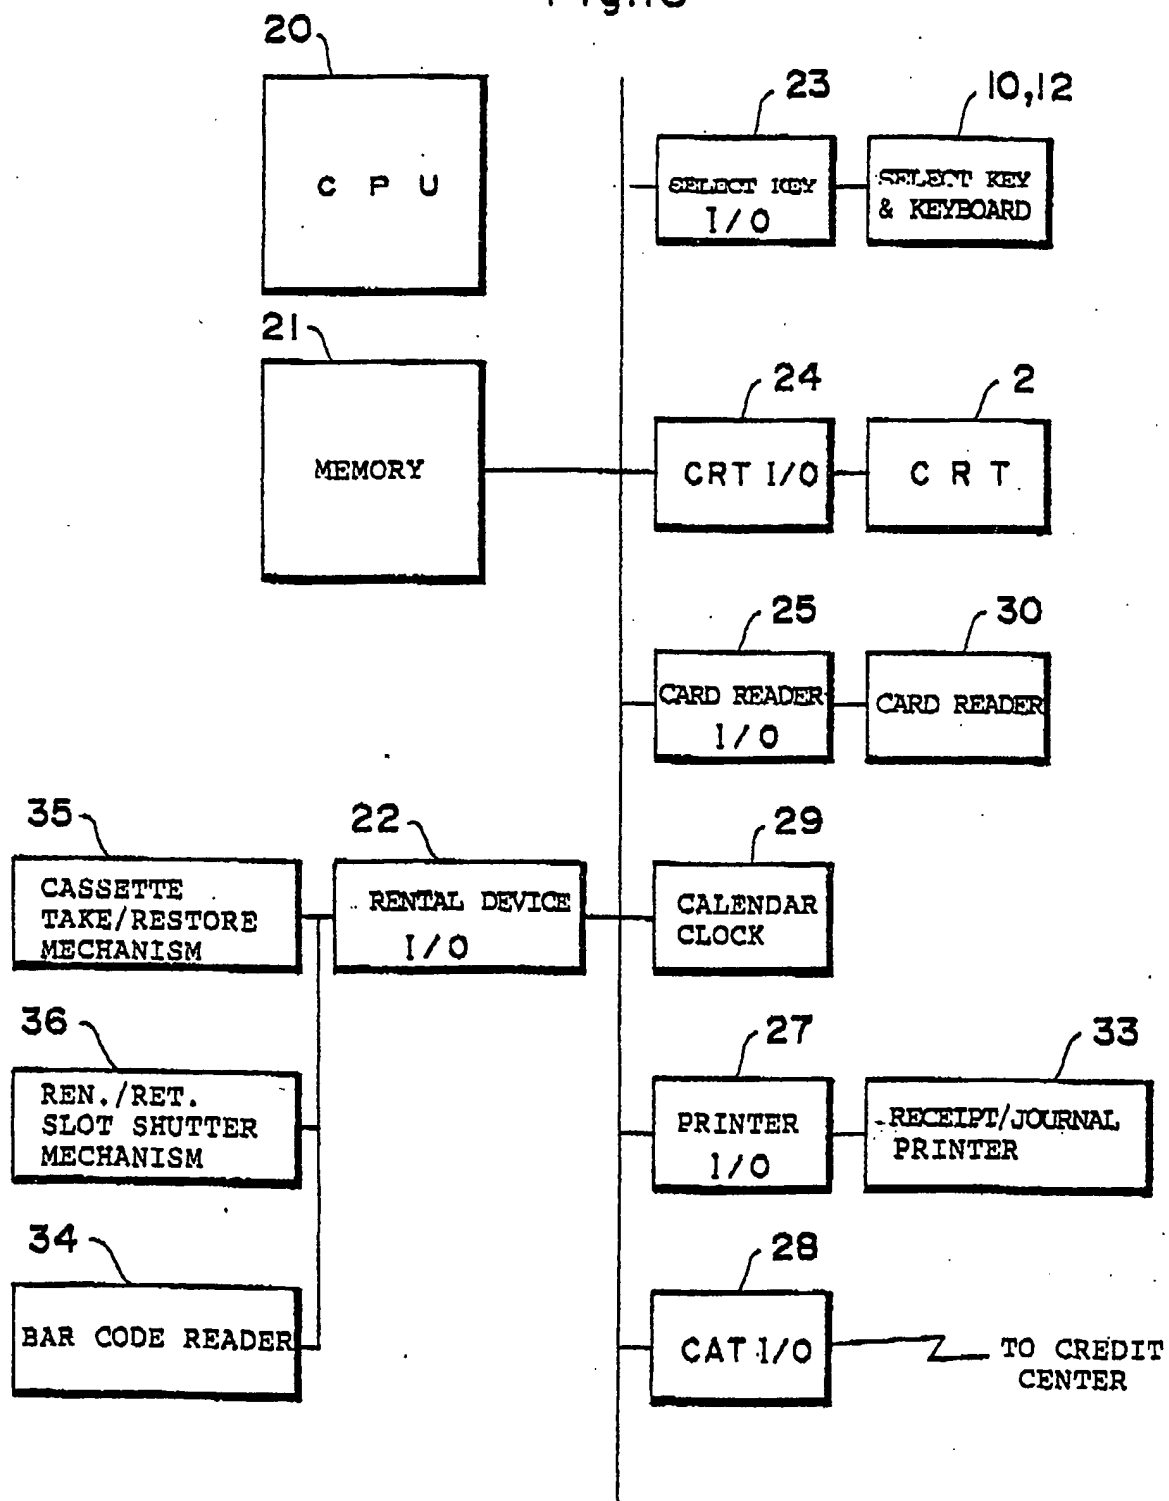 20
23
10,12
C P U
SELECT KEY
I/O
SELECT KEY
& KEYBOARD
21
24
2
MEMORY
CRT I/O
C R T
25
30
CARD READER
I/O
CARD READER
35
22
29
CASSETTE
TAKE/RESTORE
MECHANISM
RENTAL DEVICE
I/O
CALENDAR
CLOCK
36
27
33
REN./RET.
SLOT SHUTTER
MECHANISM
PRINTER
I/O
RECEIPT/JOURNAL
PRINTER
34
28
BAR CODE READER
CAT I/O
TO CREDIT
CENTER